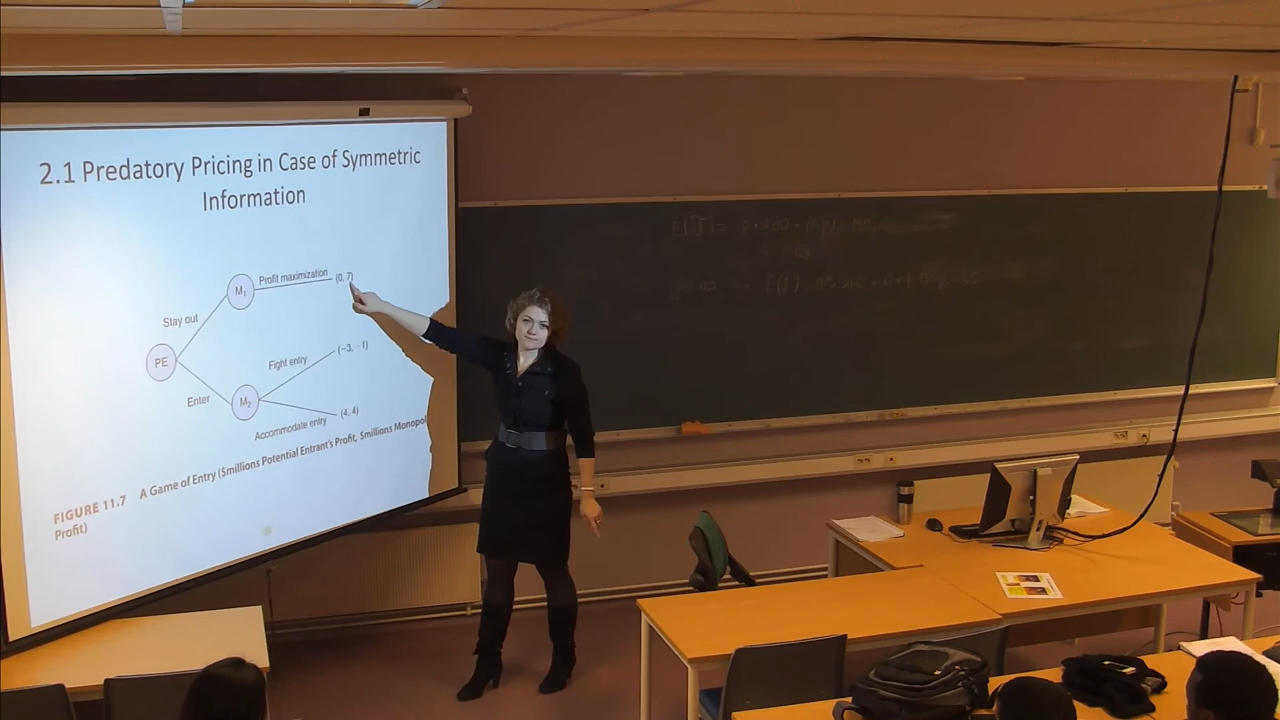 2.1 Predatory Pricing in Case of Symmetric
Information
Profit maximization (0, 7)
M1
Stay out
PE
Fight entry (−3, −1)
Enter
M2
Accommodate entry (4, 4)
FIGURE 11.7 A Game of Entry ($millions Potential Entrant's Profit, $millions Monopol
Profit)